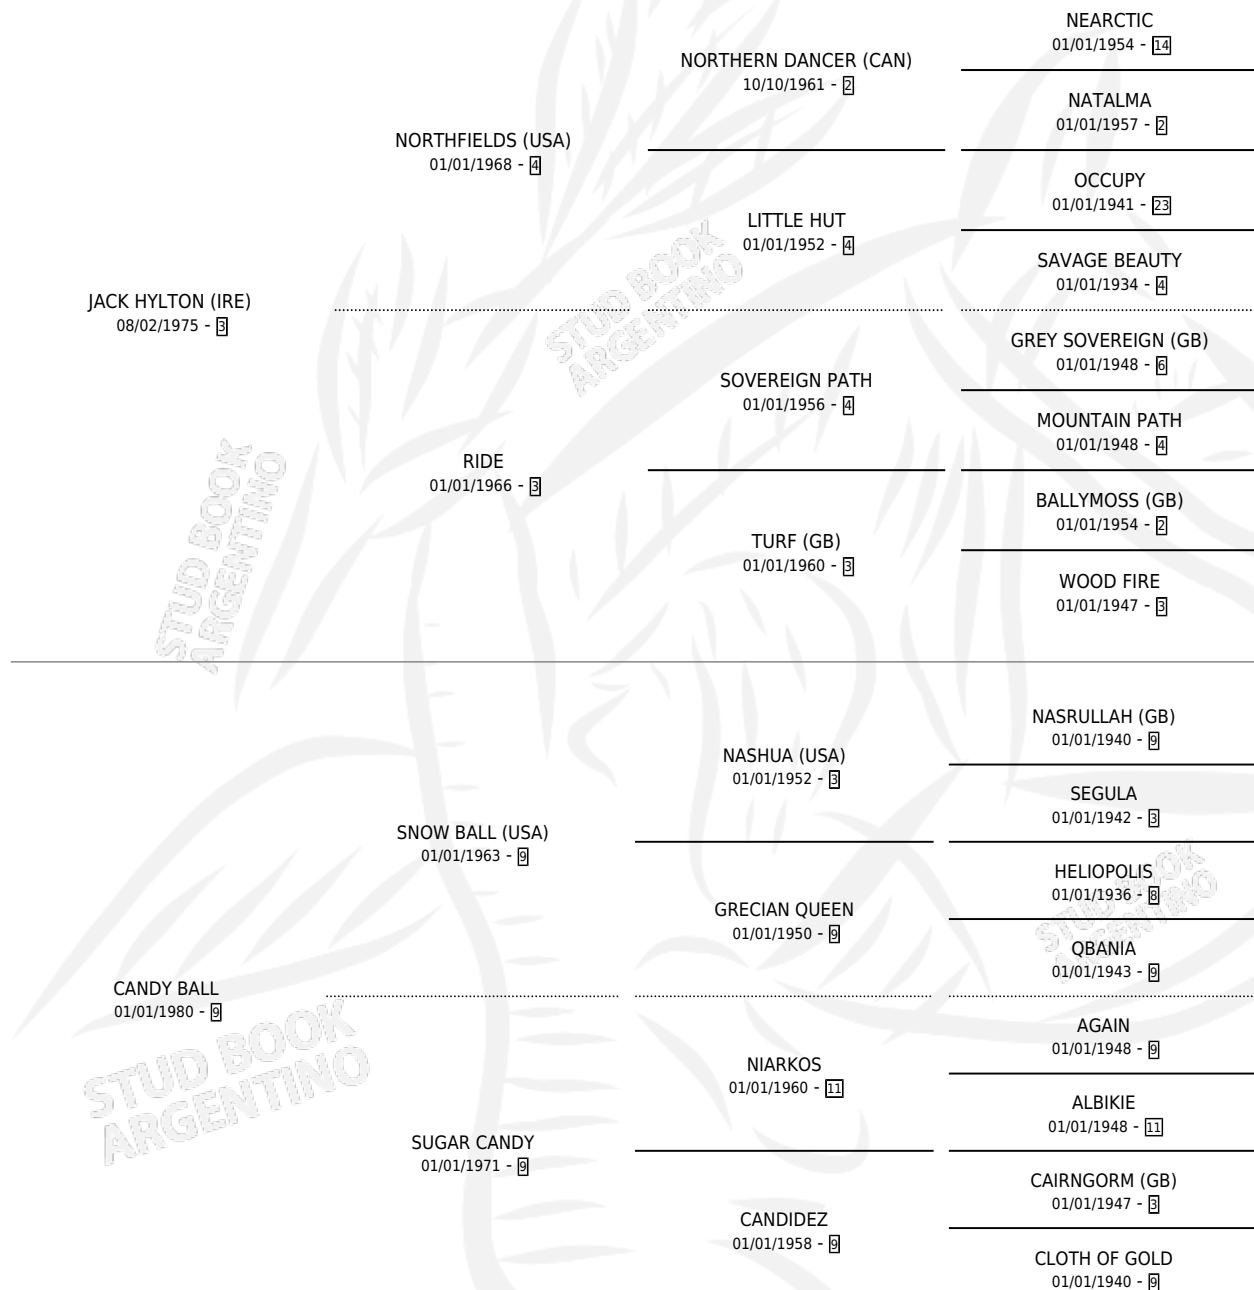 NEARCTIC
01/01/1954 - 14
NORTHERN DANCER (CAN)
10/10/1961 - 2
NATALMA
01/01/1957 - 2
NORTHFIELDS (USA)
01/01/1968 - 4
OCCUPY
01/01/1941 - 23
LITTLE HUT
01/01/1952 - 4
SAVAGE BEAUTY
01/01/1934 - 4
JACK HYLTON (IRE)
08/02/1975 - 3
GREY SOVEREIGN (GB)
01/01/1948 - 6
SOVEREIGN PATH
01/01/1956 - 4
MOUNTAIN PATH
01/01/1948 - 4
RIDE
01/01/1966 - 3
BALLYMOSS (GB)
01/01/1954 - 2
TURF (GB)
01/01/1960 - 3
WOOD FIRE
01/01/1947 - 3
NASRULLAH (GB)
01/01/1940 - 9
NASHUA (USA)
01/01/1952 - 3
SEGULA
01/01/1942 - 3
SNOW BALL (USA)
01/01/1963 - 9
HELIOPOLIS
01/01/1936 - 8
GRECIAN QUEEN
01/01/1950 - 9
QBANIA
01/01/1943 - 9
CANDY BALL
01/01/1980 - 9
AGAIN
01/01/1948 - 9
NIARKOS
01/01/1960 - 11
ALBIKIE
01/01/1948 - 11
SUGAR CANDY
01/01/1971 - 9
CAIRNGORM (GB)
01/01/1947 - 3
CANDIDEZ
01/01/1958 - 9
CLOTH OF GOLD
01/01/1940 - 9
STUD BOOK
ARGENTINO
STUD BOOK
ARGENTINO
STUD BOOK
ARGENTINO
STUD BOOK
ARGENTINO